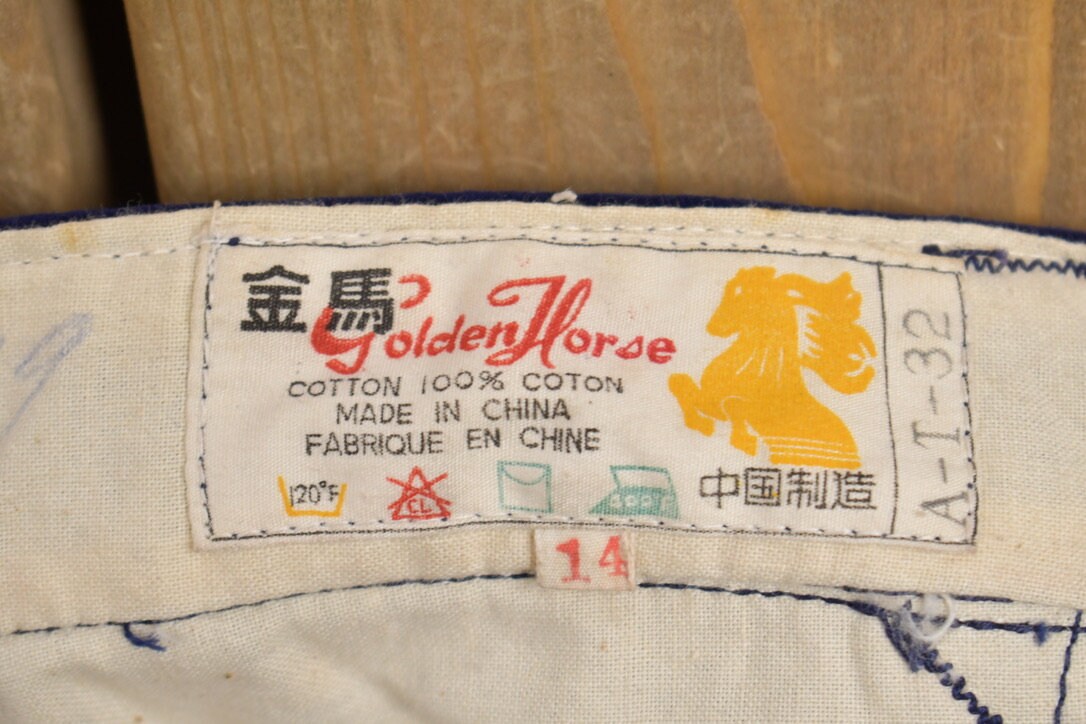 金馬 Golden Horse
COTTON 100% COTON
MADE IN CHINA
FABRIQUE EN CHINE
120°F
CL
中国制造
A-T-32
14